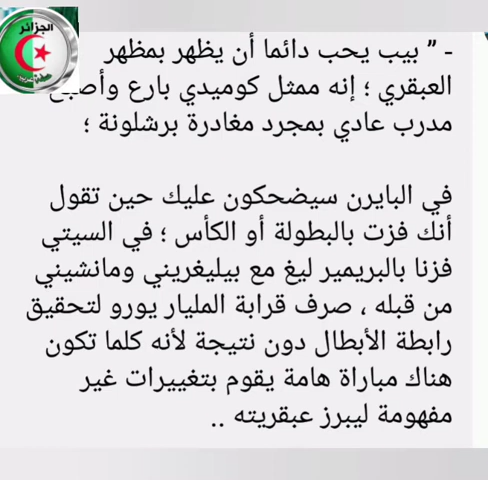 الجزائر
- ” بيب يحب دائما أن يظهر بمظهر
العبقري ؛ إنه ممثل كوميدي بارع وأصبح
مدرب عادي بمجرد مغادرة برشلونة ؛
في البايرن سيضحكون عليك حين تقول
أنك فزت بالبطولة أو الكأس ؛ في السيتي
فزنا بالبريمير ليغ مع بيليغريني ومانشيني
من قبله ، صرف قرابة المليار يورو لتحقيق
رابطة الأبطال دون نتيجة لأنه كلما تكون
هناك مباراة هامة يقوم بتغييرات غير
مفهومة ليبرز عبقريته ..